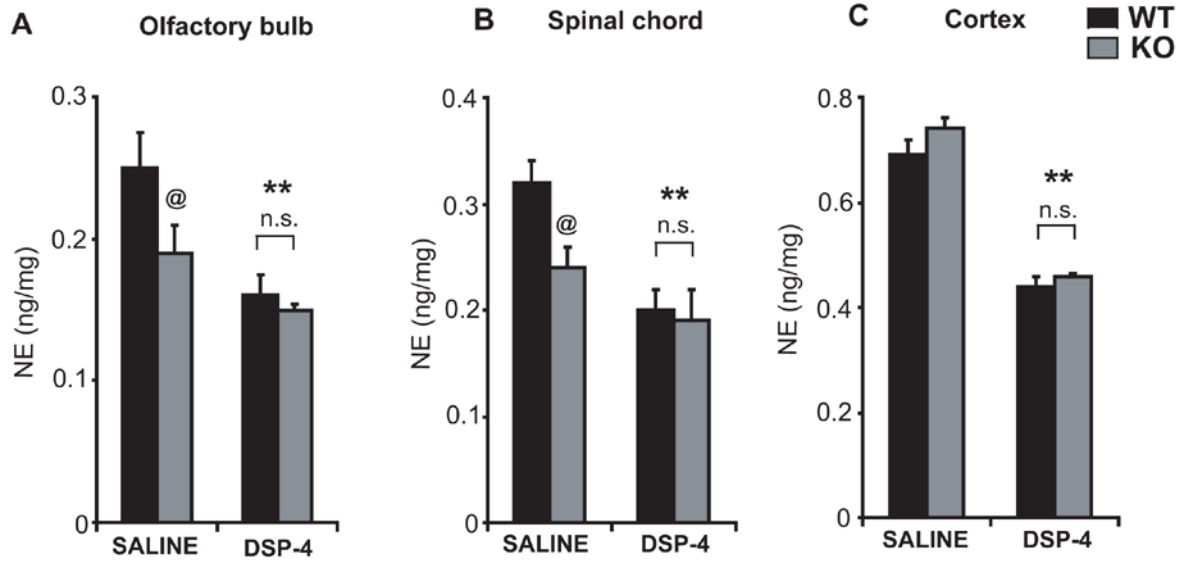 A
Olfactory bulb
NE (ng/mg)
0.3
0.2
0.1
0
@
**
n.s.
SALINE
DSP-4
B
Spinal chord
NE (ng/mg)
0.4
0.3
0.2
0.1
0
@
**
n.s.
SALINE
DSP-4
C
Cortex
NE (ng/mg)
0.8
0.6
0.4
0.2
0
**
n.s.
SALINE
DSP-4
WT
KO